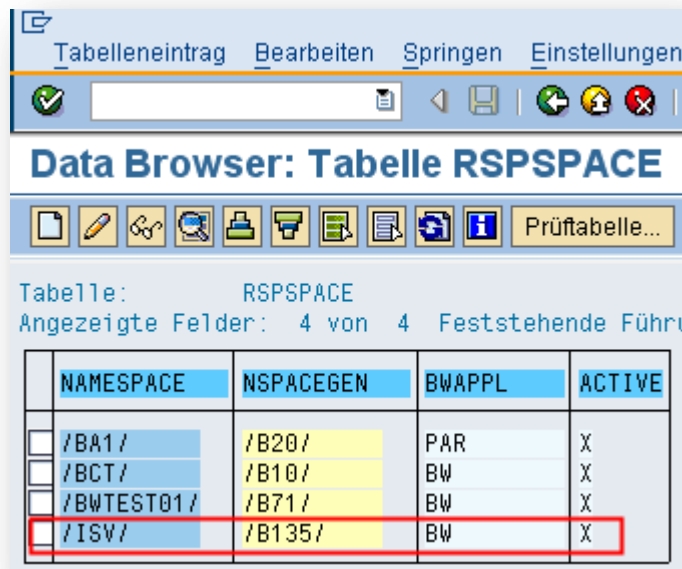 Tabelleneintrag Bearbeiten Springen Einstellungen
Data Browser: Tabelle RSPSPACE
Prüftabelle...
Tabelle: RSPSPACE
Angezeigte Felder: 4 von 4 Feststehende
NAMESPACE NSPACEGEN BWAPPL ACTIVE
/BA1/ /B20/ PAR X
/BCT/ /B10/ BW X
/BWTEST01/ /B71/ BW X
/ISV/ /B135/ BW X